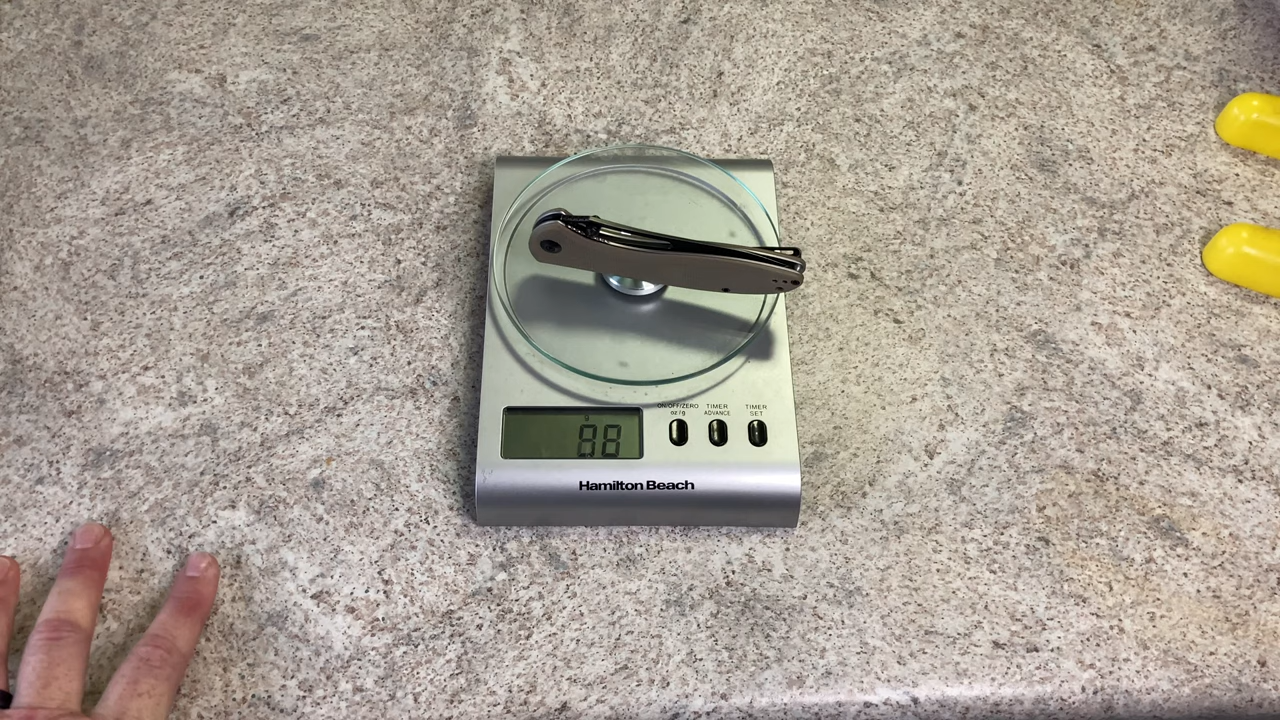 ON/OFF/ZERO
oz / g
TIMER
ADVANCE
TIMER
SET
g
88
Hamilton Beach